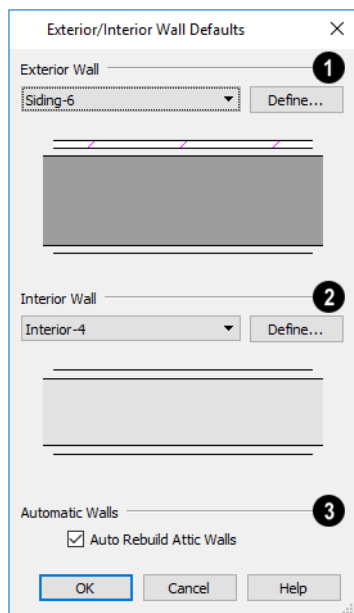 Exterior/Interior Wall Defaults
Exterior Wall 1
Siding-6 Define...
Interior Wall 2
Interior-4 Define...
Automatic Walls 3
Auto Rebuild Attic Walls
OK Cancel Help